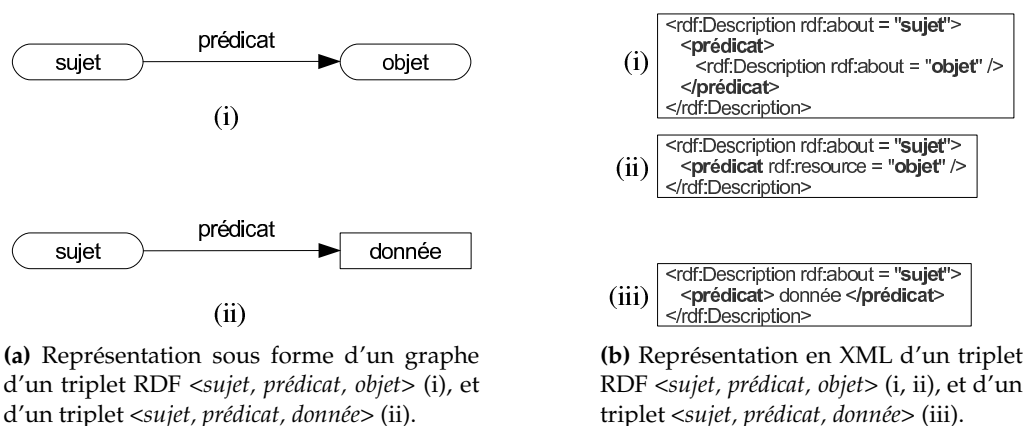 prédicat
sujet
objet
(i)
prédicat
sujet
donnée
(ii)
(a) Représentation sous forme d'un graphe
d'un triplet RDF <sujet, prédicat, objet> (i), et
d'un triplet <sujet, prédicat, donnée> (ii).
(i)
<rdf:Description rdf:about = "sujet">
<prédicat>
<rdf:Description rdf:about = "objet" />
</prédicat>
</rdf:Description>
(ii)
<rdf:Description rdf:about = "sujet">
<prédicat rdf:resource = "objet" />
</rdf:Description>
(iii)
<rdf:Description rdf:about = "sujet">
<prédicat> donnée </prédicat>
</rdf:Description>
(b) Représentation en XML d'un triplet
RDF <sujet, prédicat, objet> (i, ii), et d'un
triplet <sujet, prédicat, donnée> (iii).